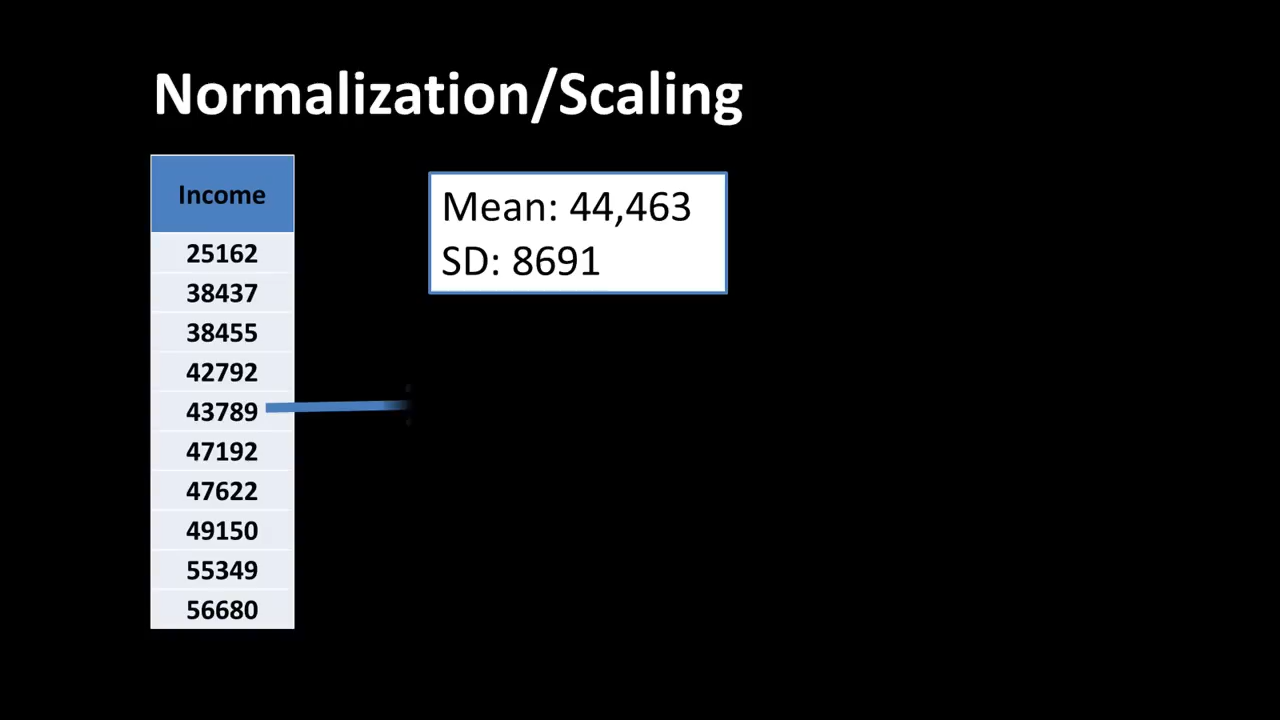 Normalization/Scaling
Income
25162
38437
38455
42792
43789
47192
47622
49150
55349
56680
Mean: 44,463
SD: 8691